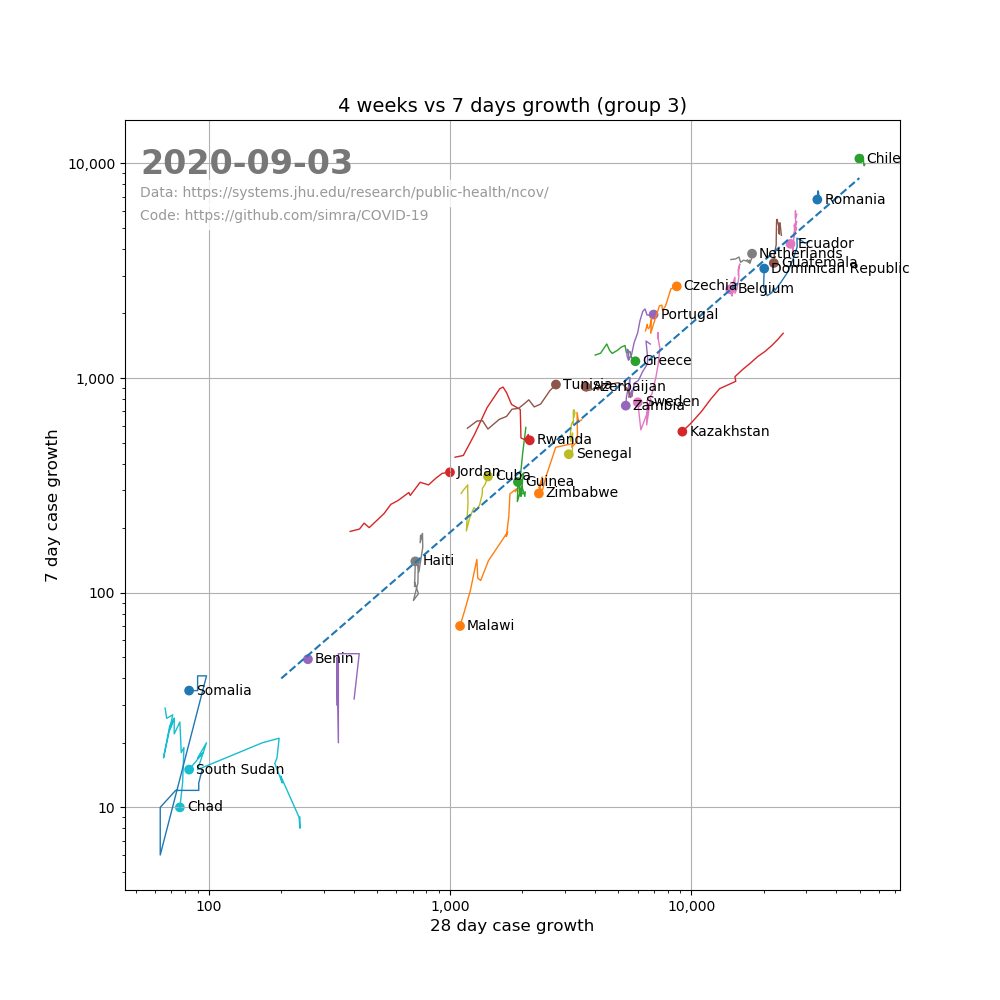 4 weeks vs 7 days growth (group 3)
2020-09-03
Data: https://systems.jhu.edu/research/public-health/ncov/
Code: https://github.com/simra/COVID-19
10,000
1,000
100
10
7 day case growth
Chile
Romania
Ecuador
Netherlands
Guatemala
Dominican Republic
Czechia
Belgium
Portugal
Greece
Tunisia
Azerbaijan
Sweden
Zambia
Kazakhstan
Rwanda
Senegal
Jordan
Cuba
Guinea
Zimbabwe
Haiti
Malawi
Benin
Somalia
South Sudan
Chad
100
1,000
10,000
28 day case growth